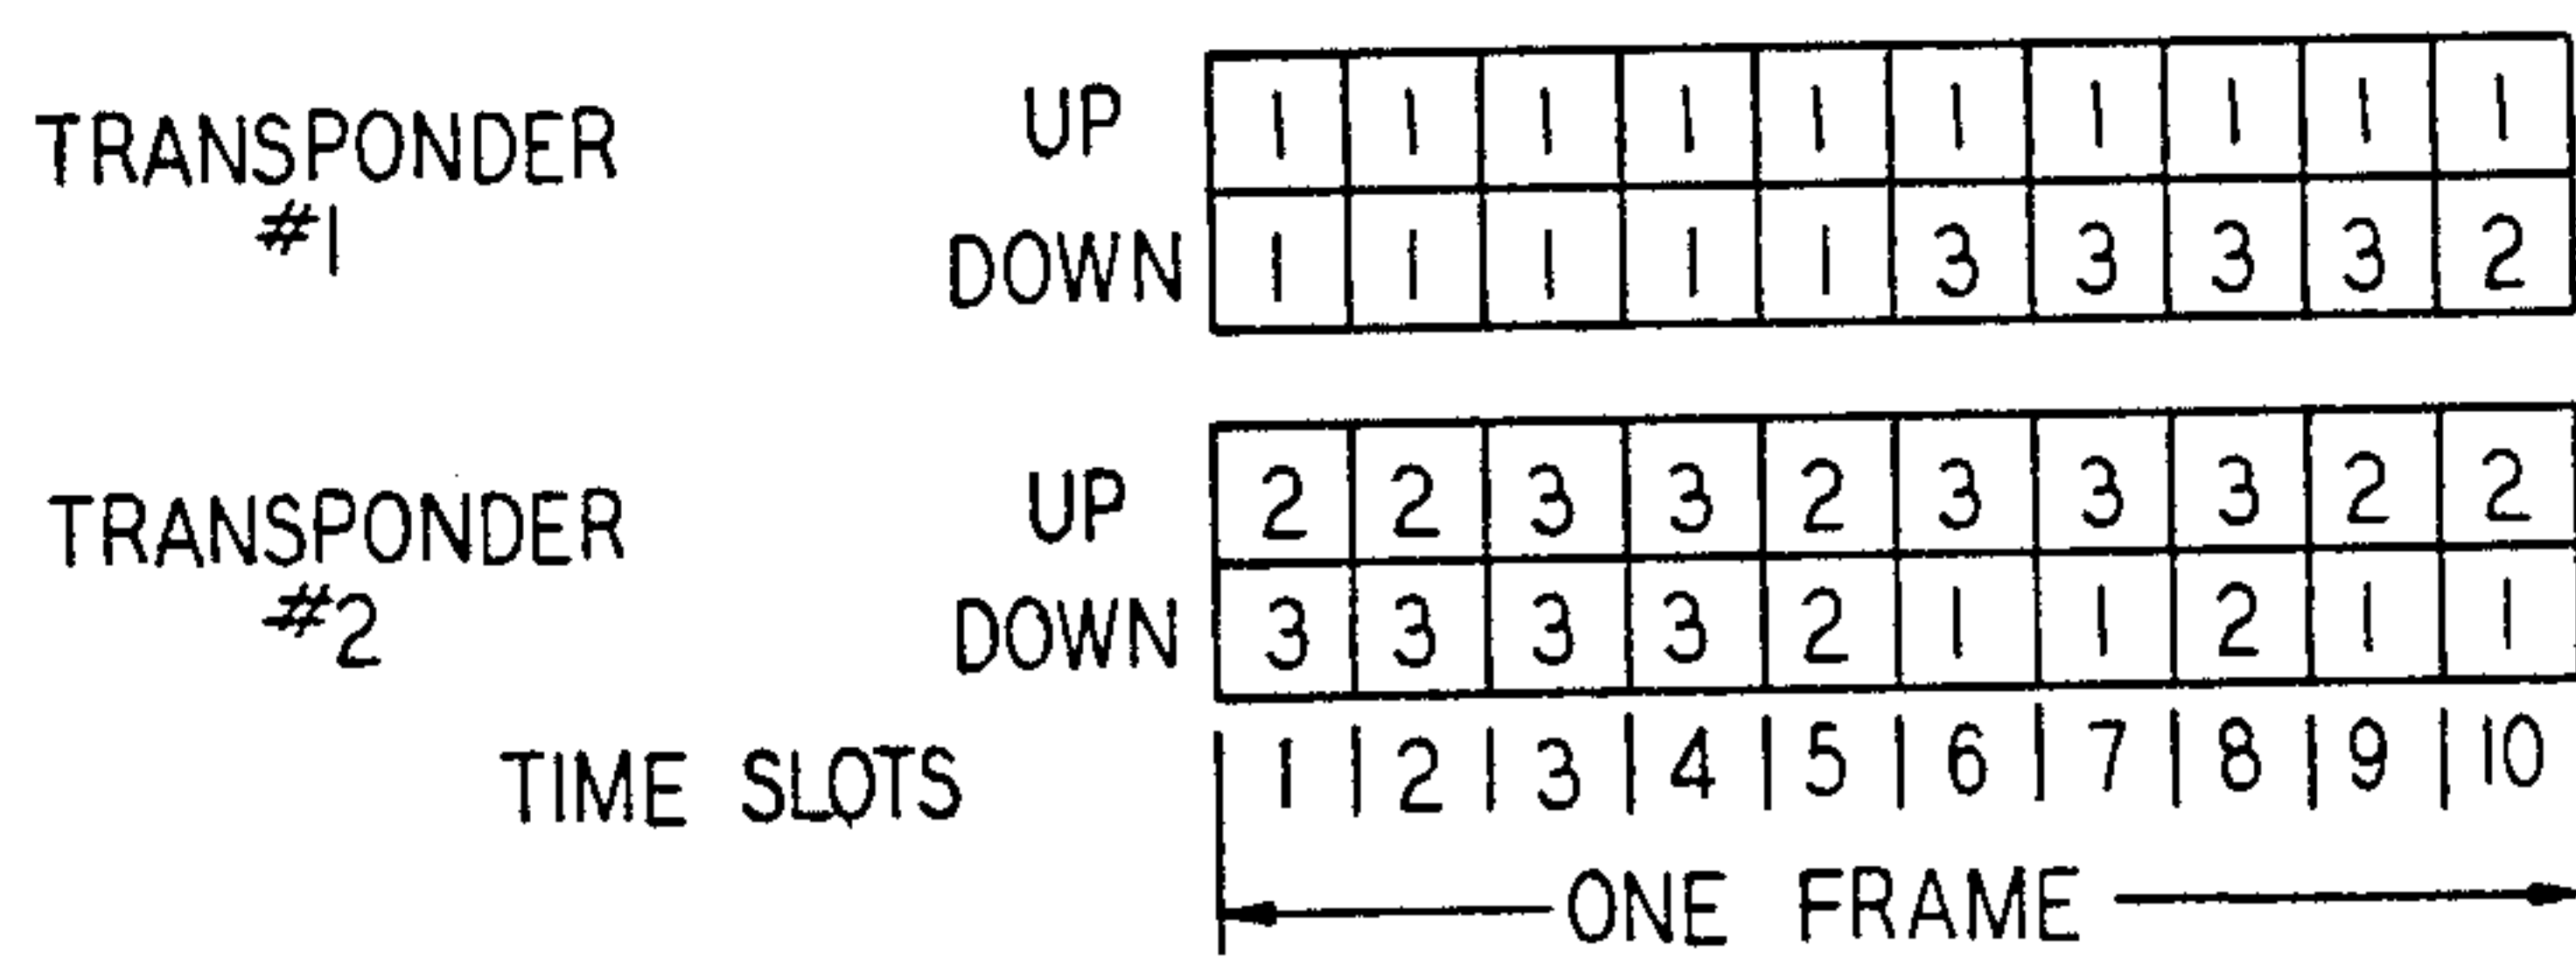 UP 1 1 1 1 1 1 1 1 1 1
TRANSPONDER
#1
DOWN 1 1 1 1 1 3 3 3 3 2
UP 2 2 3 3 2 3 3 3 2 2
TRANSPONDER
#2
DOWN 3 3 3 3 2 1 1 2 1 1
TIME SLOTS 1 2 3 4 5 6 7 8 9 10
ONE FRAME